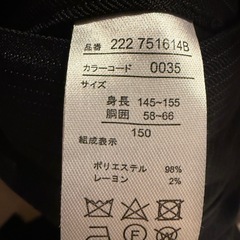 品番 222 751614B
カラーコード 0035
サイズ
身長 145-155
胴囲 58-66
150
組成表示
ポリエステル 98%
レーヨン 2%